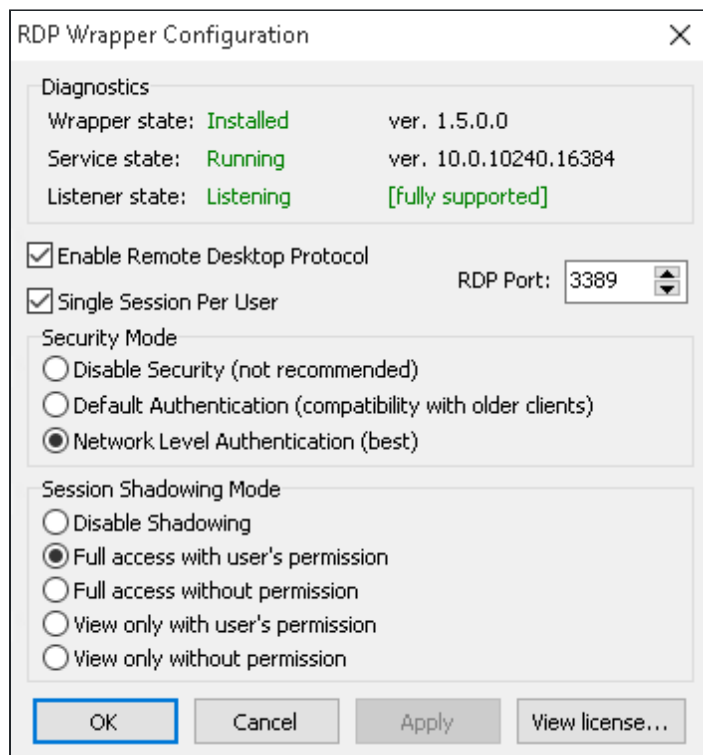 RDP Wrapper Configuration
Diagnostics
Wrapper state: Installed ver. 1.5.0.0
Service state: Running ver. 10.0.10240.16384
Listener state: Listening [fully supported]
Enable Remote Desktop Protocol
RDP Port: 3389
Single Session Per User
Security Mode
Disable Security (not recommended)
Default Authentication (compatibility with older clients)
Network Level Authentication (best)
Session Shadowing Mode
Disable Shadowing
Full access with user's permission
Full access without permission
View only with user's permission
View only without permission
OK Cancel Apply View license...